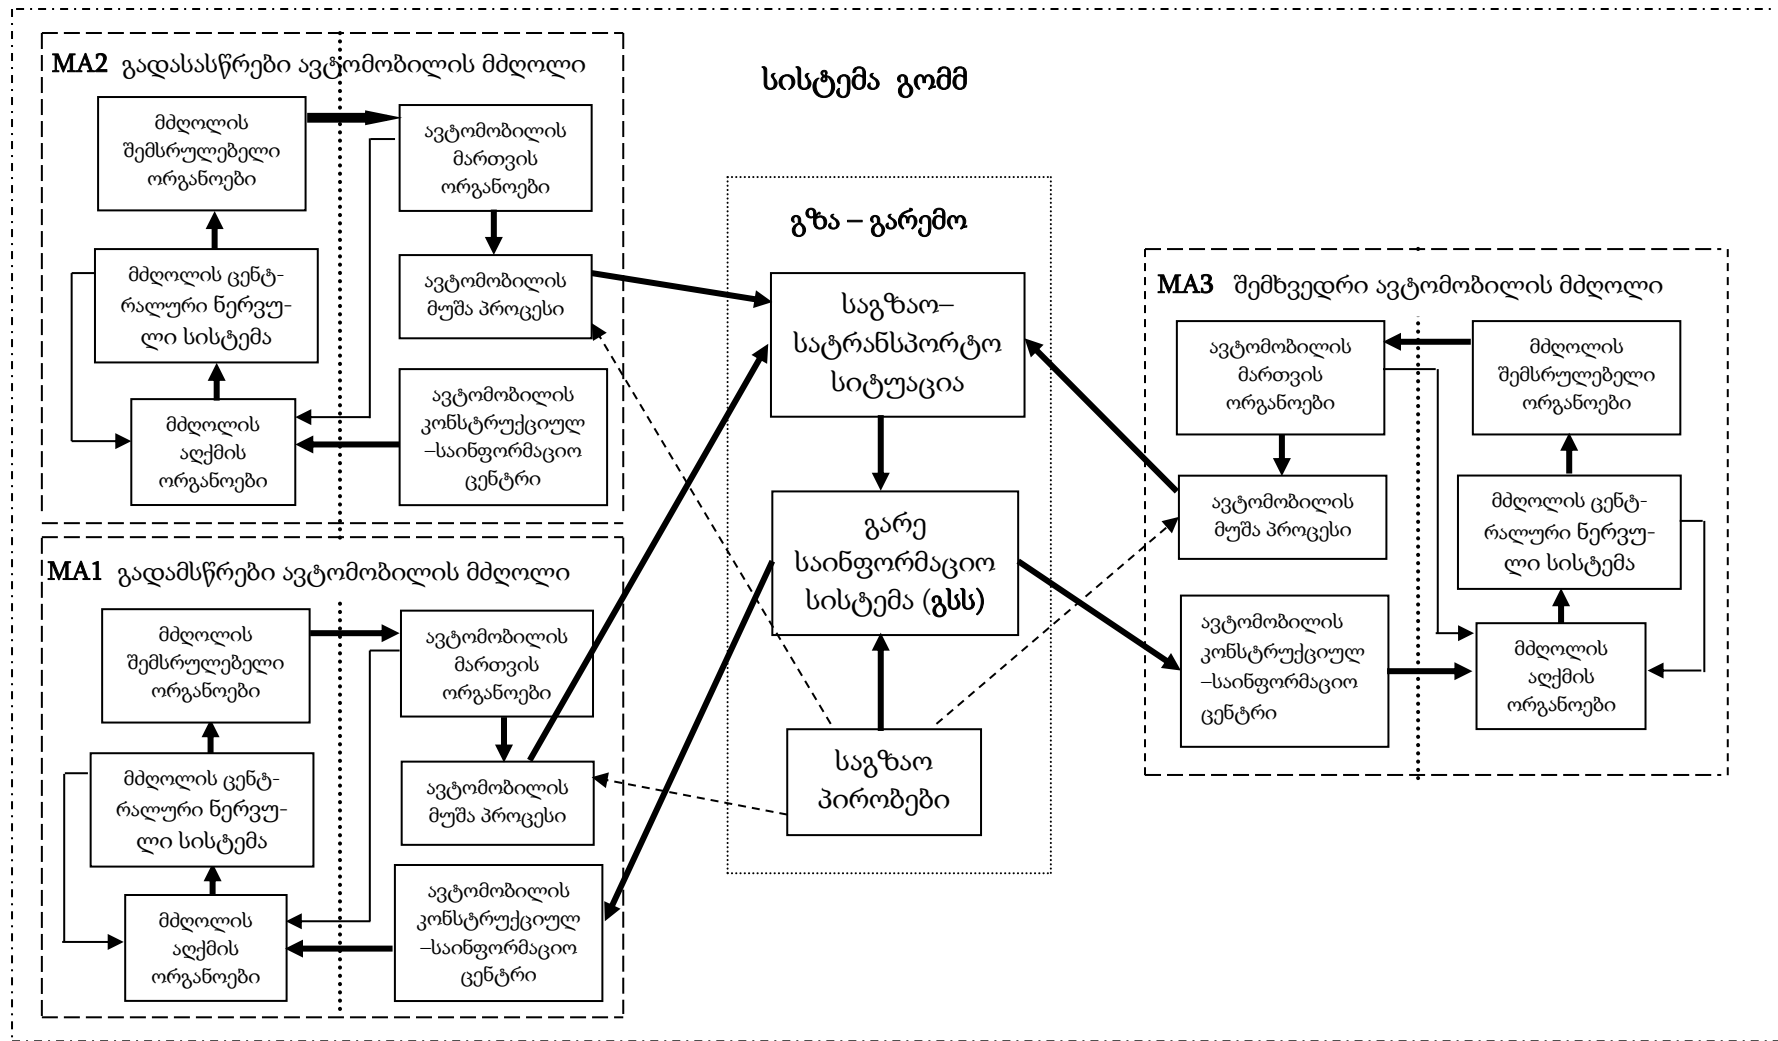 MA2 გადასასწრები ავტომობილის მძღოლი
მძღოლის
შემსრულებელი
ორგანოები
ავტომობილის
მართვის
ორგანოები
მძღოლის ცენტ-
რალური ნერვუ-
ლი სისტემა
ავტომობილის
მუშა პროცესი
მძღოლის
აღქმის
ორგანოები
ავტომობილის
კონსტრუქციულ
–საინფორმაციო
ცენტრი
MA1 გადამსწრები ავტომობილის მძღოლი
მძღოლის
შემსრულებელი
ორგანოები
ავტომობილის
მართვის
ორგანოები
მძღოლის ცენტ-
რალური ნერვუ-
ლი სისტემა
ავტომობილის
მუშა პროცესი
მძღოლის
აღქმის
ორგანოები
ავტომობილის
კონსტრუქციულ
–საინფორმაციო
ცენტრი
სისტემა გომმ
გზა – გარემო
საგზაო–
სატრანსპორტო
სიტუაცია
გარე
საინფორმაციო
სისტემა (გსს)
საგზაო
პირობები
MA3 შემხვედრი ავტომობილის მძღოლი
ავტომობილის
მართვის
ორგანოები
მძღოლის
შემსრულებელი
ორგანოები
ავტომობილის
მუშა პროცესი
მძღოლის ცენტ-
რალური ნერვუ-
ლი სისტემა
ავტომობილის
კონსტრუქციულ
–საინფორმაციო
ცენტრი
მძღოლის
აღქმის
ორგანოები